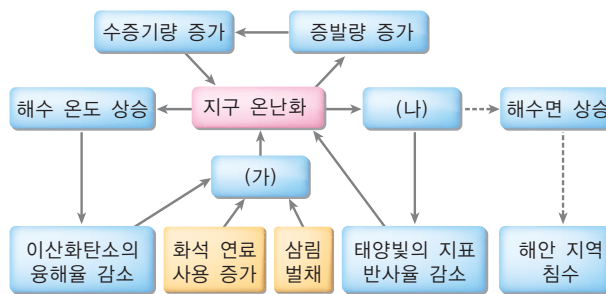 수증기량 증가
증발량 증가
해수 온도 상승
지구 온난화
(나)
해수면 상승
(가)
이산화탄소의
용해율 감소
화석 연료
사용 증가
삼림
벌채
태양빛의 지표
반사율 감소
해안 지역
침수